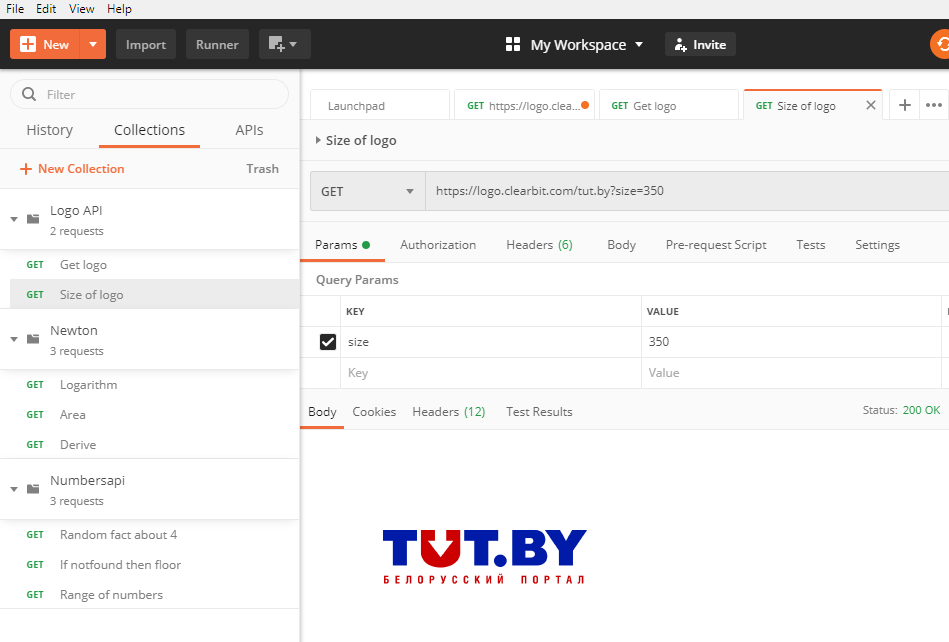 File Edit View Help
New Import Runner My Workspace Invite
Filter
History Collections APIs
New Collection Trash
Logo API
2 requests
GET Get logo
GET Size of logo
Newton
3 requests
GET Logarithm
GET Area
GET Derive
Numbersapi
3 requests
GET Random fact about 4
GET If notfound then floor
GET Range of numbers
Launchpad GET https://logo.clea... GET Get logo GET Size of logo
Size of logo
GET https://logo.clearbit.com/tut.by?size=350
Params Authorization Headers (6) Body Pre-request Script Tests Settings
Query Params
KEY VALUE
size 350
Key Value
Body Cookies Headers (12) Test Results Status: 200 OK
TUT.BY
БЕЛОРУССКИЙ ПОРТАЛ